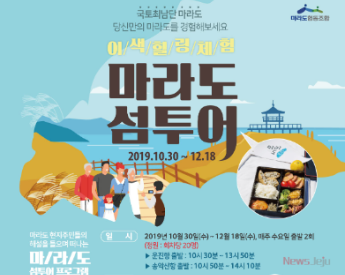 마라도협동조합
국토최남단 마라도
당신만의 마라도를 경험해보세요
이/색/힐/링/체/험
마라도
섬투어
2019.10.30 ~ 12.18
마라도 현지주민들의
해설을 들으며 떠나는
마/라/도
섬투어 프로그램
일 시
2019년 10월 30일(수) ~ 12월 18일(수), 매주 수요일 출발 2회
(정원 : 회차당 20명)
▶ 운진항 출발 : 10시 30분 ~ 13시 50분
▶ 송악산항 출발 : 10시 50분 ~ 14시 10분
News Jeju